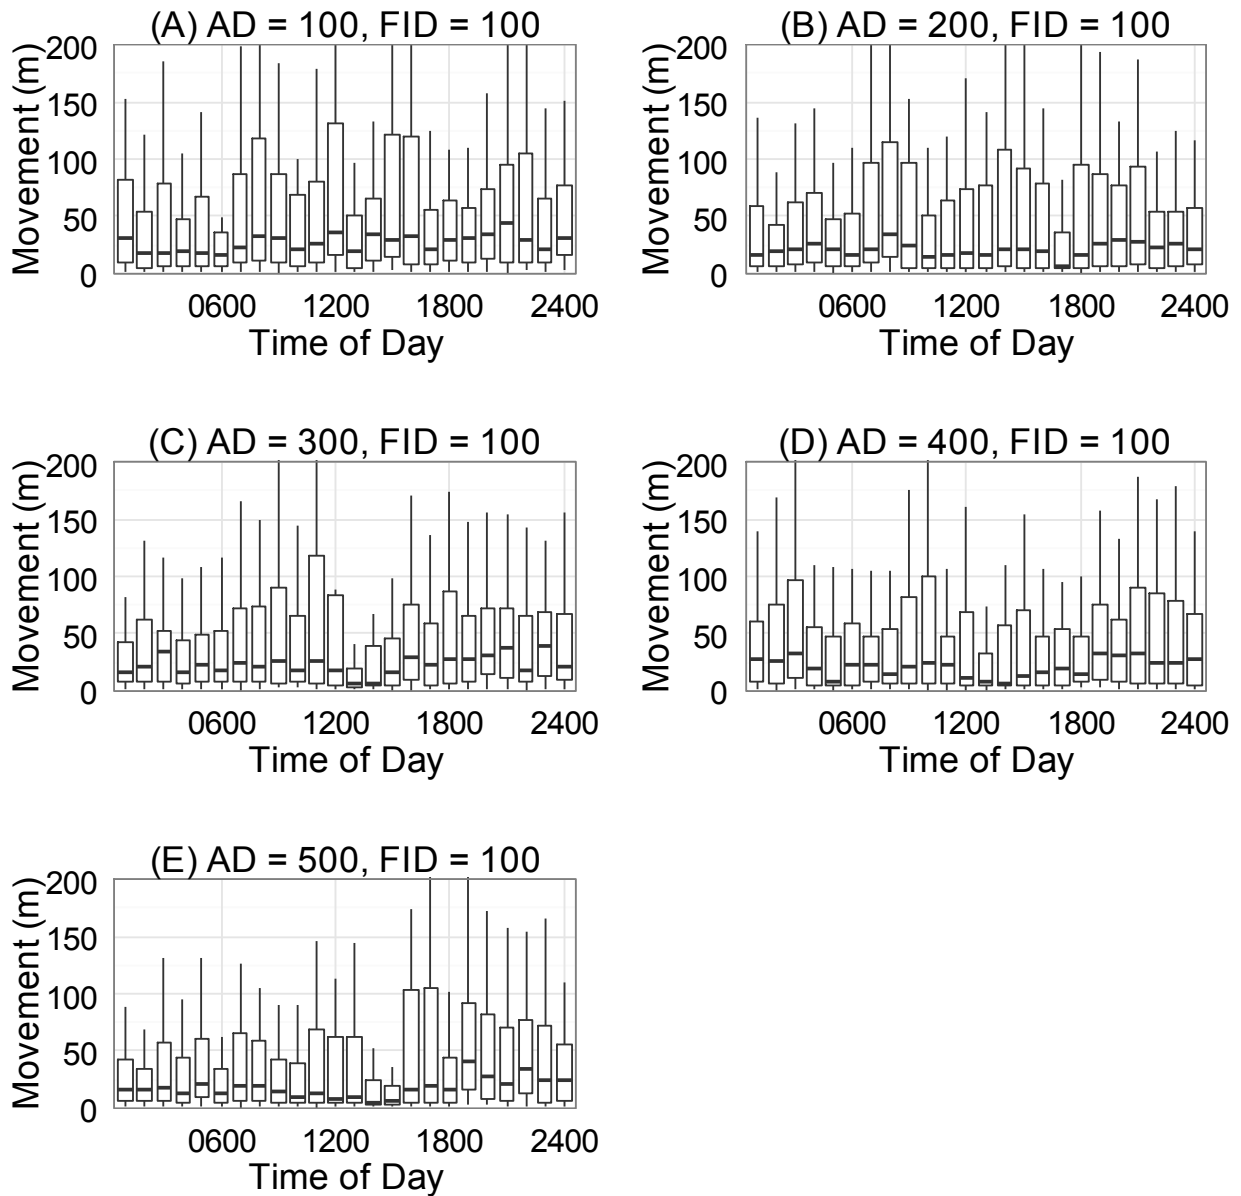 (A) AD = 100, FID = 100
Movement (m)
200
150
100
50
0
0600 1200 1800 2400
Time of Day
(B) AD = 200, FID = 100
Movement (m)
200
150
100
50
0
0600 1200 1800 2400
Time of Day
(C) AD = 300, FID = 100
Movement (m)
200
150
100
50
0
0600 1200 1800 2400
Time of Day
(D) AD = 400, FID = 100
Movement (m)
200
150
100
50
0
0600 1200 1800 2400
Time of Day
(E) AD = 500, FID = 100
Movement (m)
200
150
100
50
0
0600 1200 1800 2400
Time of Day